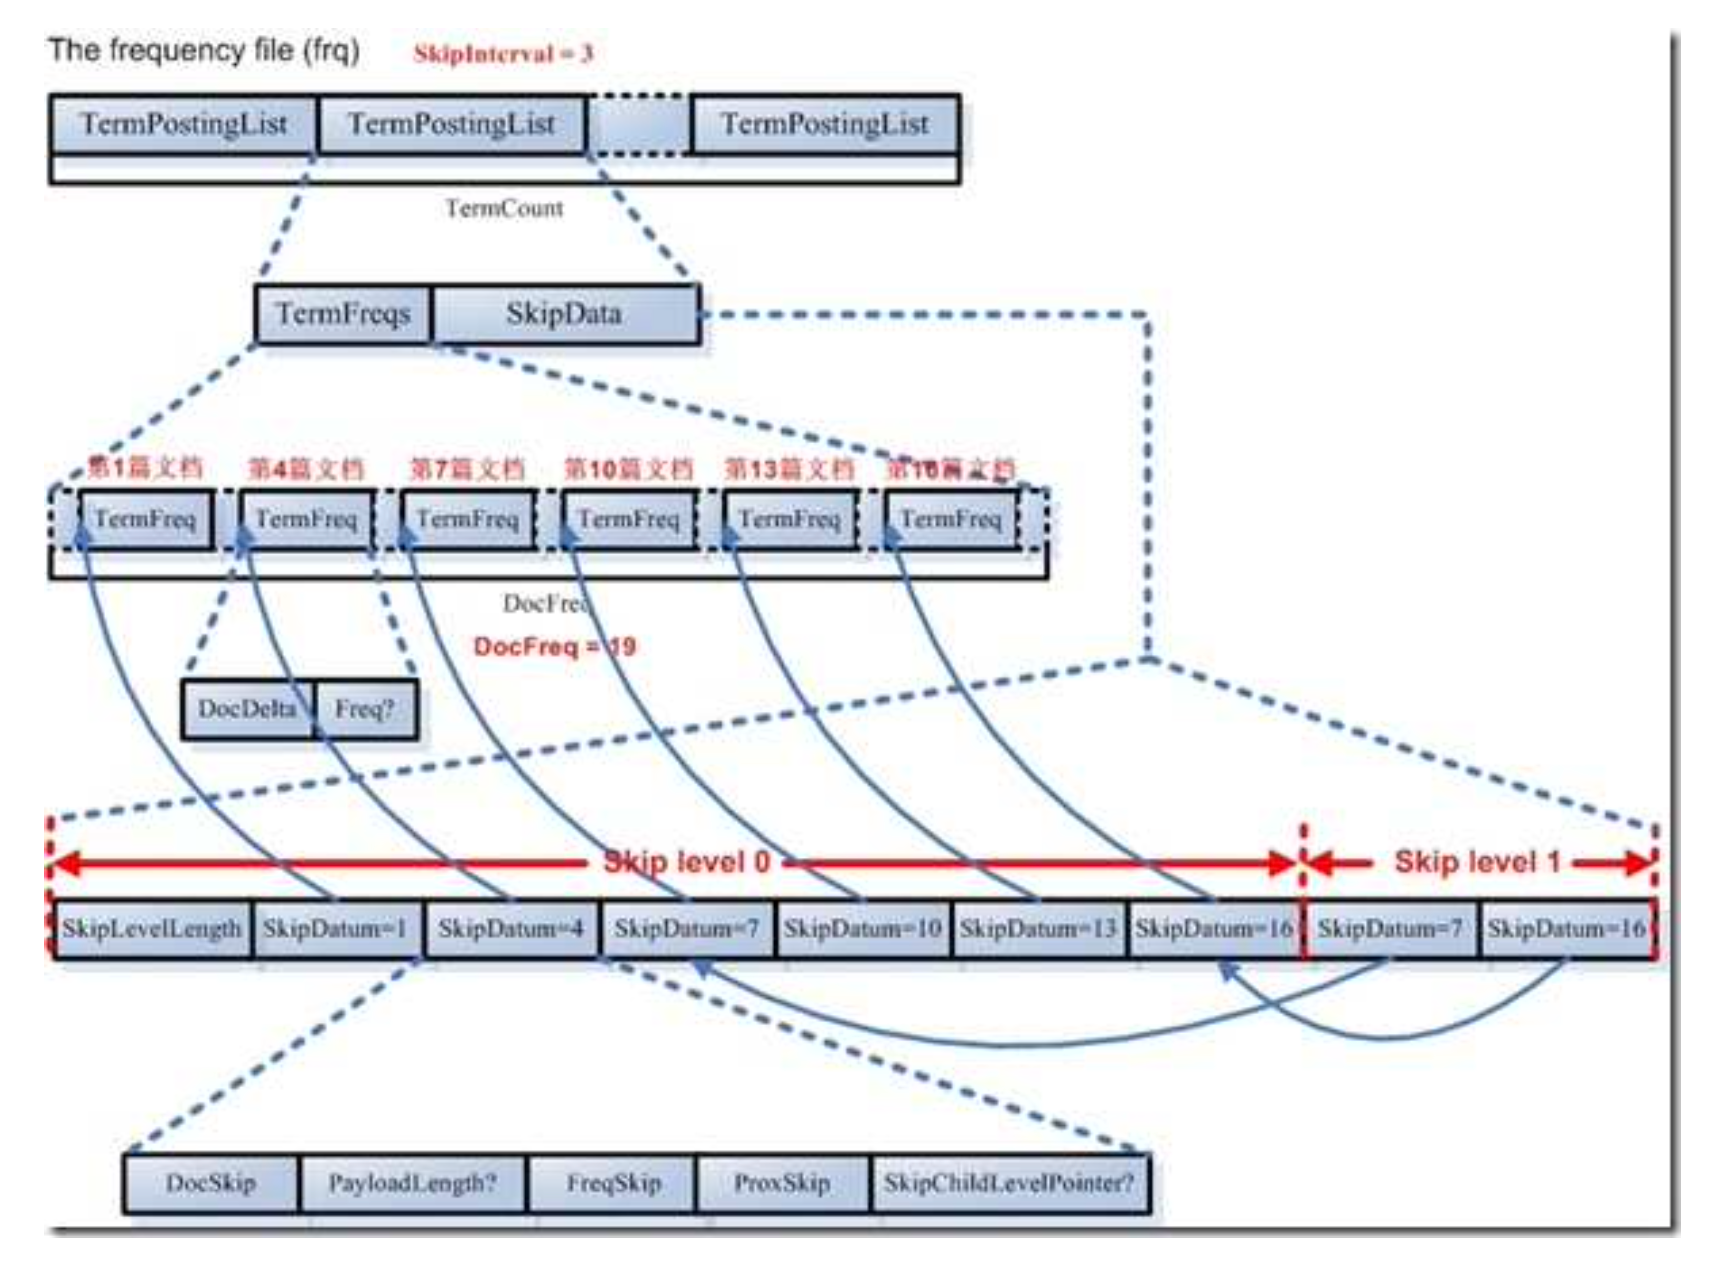 The frequency file (frq) SkipInterval = 3
TermPostingList TermPostingList TermPostingList
TermCount
TermFreqs SkipData
第1篇文档 第4篇文档 第7篇文档 第10篇文档 第13篇文档 第16篇文档
TermFreq TermFreq TermFreq TermFreq TermFreq TermFreq
DocFreq
DocFreq = 19
DocDelta Freq?
Skip level 0 Skip level 1
SkipLevelLength SkipDatum=1 SkipDatum=4 SkipDatum=7 SkipDatum=10 SkipDatum=13 SkipDatum=16 SkipDatum=7 SkipDatum=16
DocSkip PayloadLength? FreqSkip ProxSkip SkipChildLevelPointer?